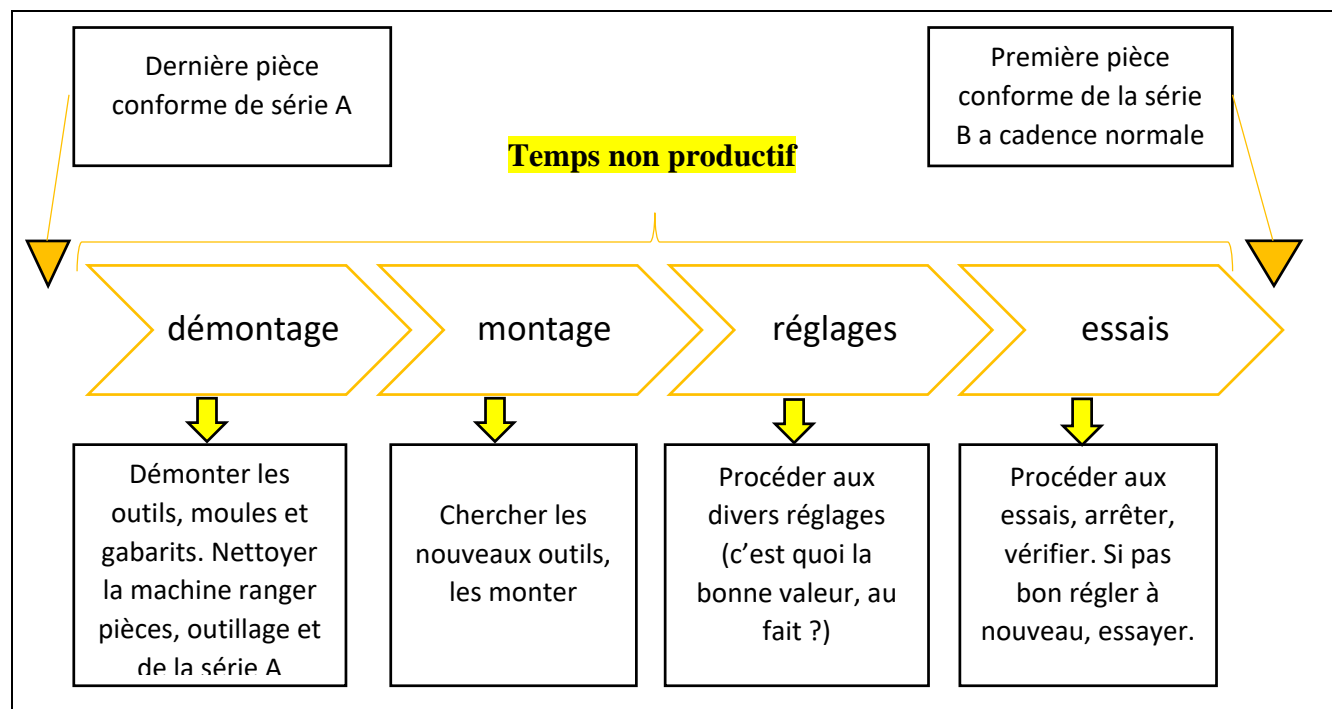 Dernière pièce
conforme de série A
Première pièce
conforme de la série
B a cadence normale
Temps non productif
démontage
montage
réglages
essais
Démonter les
outils, moules et
gabarits. Nettoyer
la machine ranger
pièces, outillage et
de la série A
Chercher les
nouveaux outils,
les monter
Procéder aux
divers réglages
(c’est quoi la
bonne valeur, au
fait ?)
Procéder aux
essais, arrêter,
vérifier. Si pas
bon régler à
nouveau, essayer.